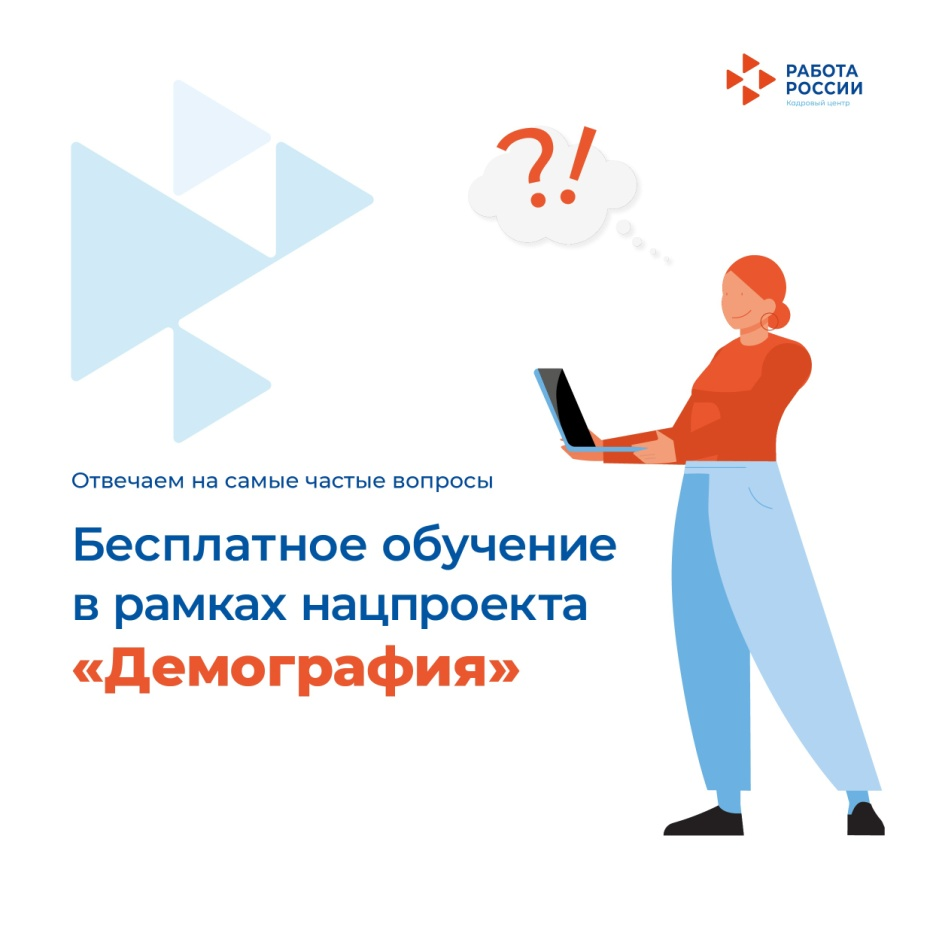 РАБОТА
РОССИИ
Кадровый центр
?!
Отвечаем на самые частые вопросы
Бесплатное обучение
в рамках нацпроекта
«Демография»